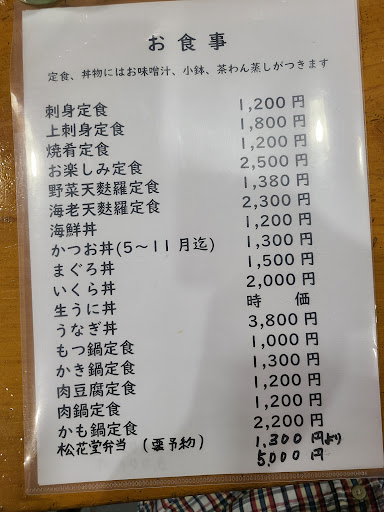 お食事
定食、丼物にはお味噌汁、小鉢、茶わん蒸しがつきます
刺身定食 1,200円
上刺身定食 1,800円
焼肴定食 1,200円
お楽しみ定食 2,500円
野菜天麩羅定食 1,380円
海老天麩羅定食 2,300円
海鮮丼 1,200円
かつお丼(5～11月迄) 1,300円
まぐろ丼 1,500円
いくら丼 2,000円
生うに丼 時 価
うなぎ丼 3,800円
もつ鍋定食 1,000円
かき鍋定食 1,300円
肉豆腐定食 1,200円
肉鍋定食 1,200円
かも鍋定食 2,200円
松花堂弁当 (要予約) 1,300円より
5,000円